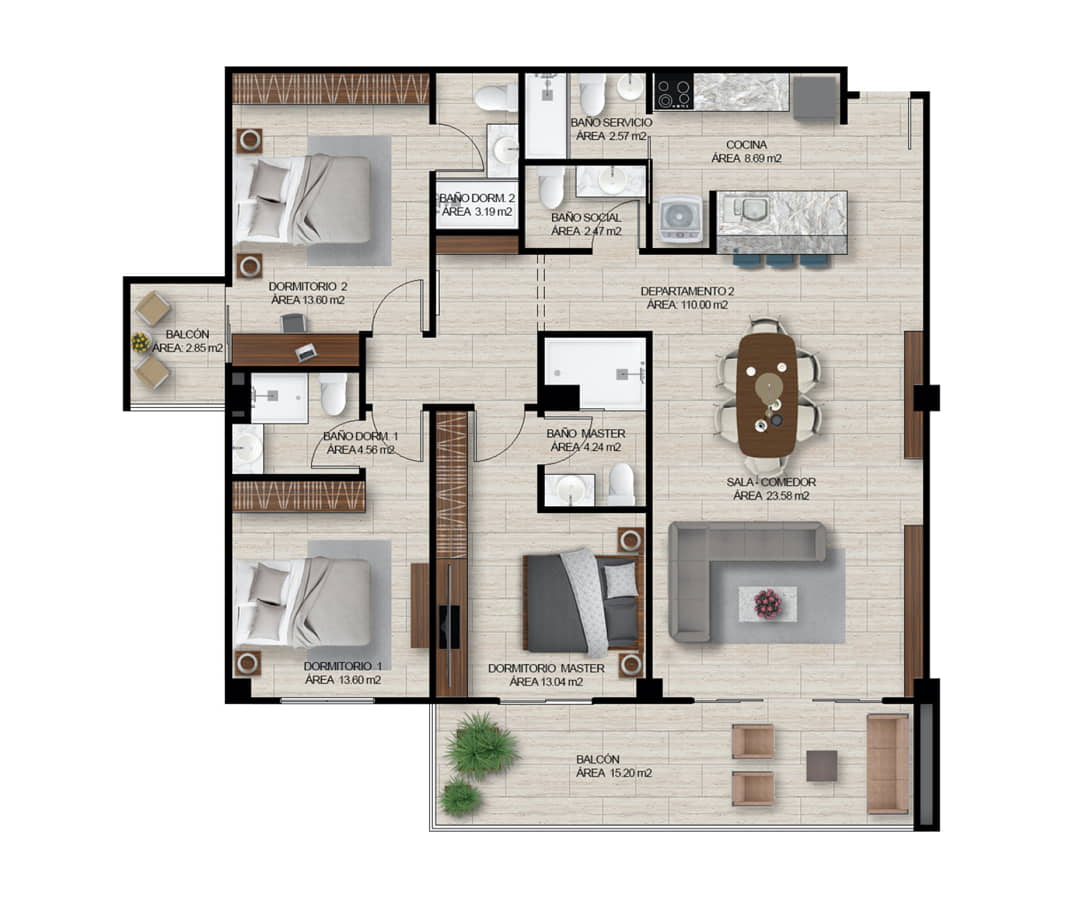 BAÑO SERVICIO
ÁREA 2.57 m2
COCINA
ÁREA 8.69 m2
BAÑO DORM. 2
ÁREA 3.19 m2
BAÑO SOCIAL
ÁREA 2.47 m2
DORMITORIO 2
ÁREA 13.60 m2
DEPARTAMENTO 2
ÁREA: 110.00 m2
BALCÓN
ÁREA: 2.85 m2
BAÑO DORM. 1
ÁREA 4.56 m2
BAÑO MASTER
ÁREA 4.24 m2
SALA - COMEDOR
ÁREA 23.58 m2
DORMITORIO 1
ÁREA 13.60 m2
DORMITORIO MASTER
ÁREA 13.04 m2
BALCÓN
ÁREA 15.20 m2